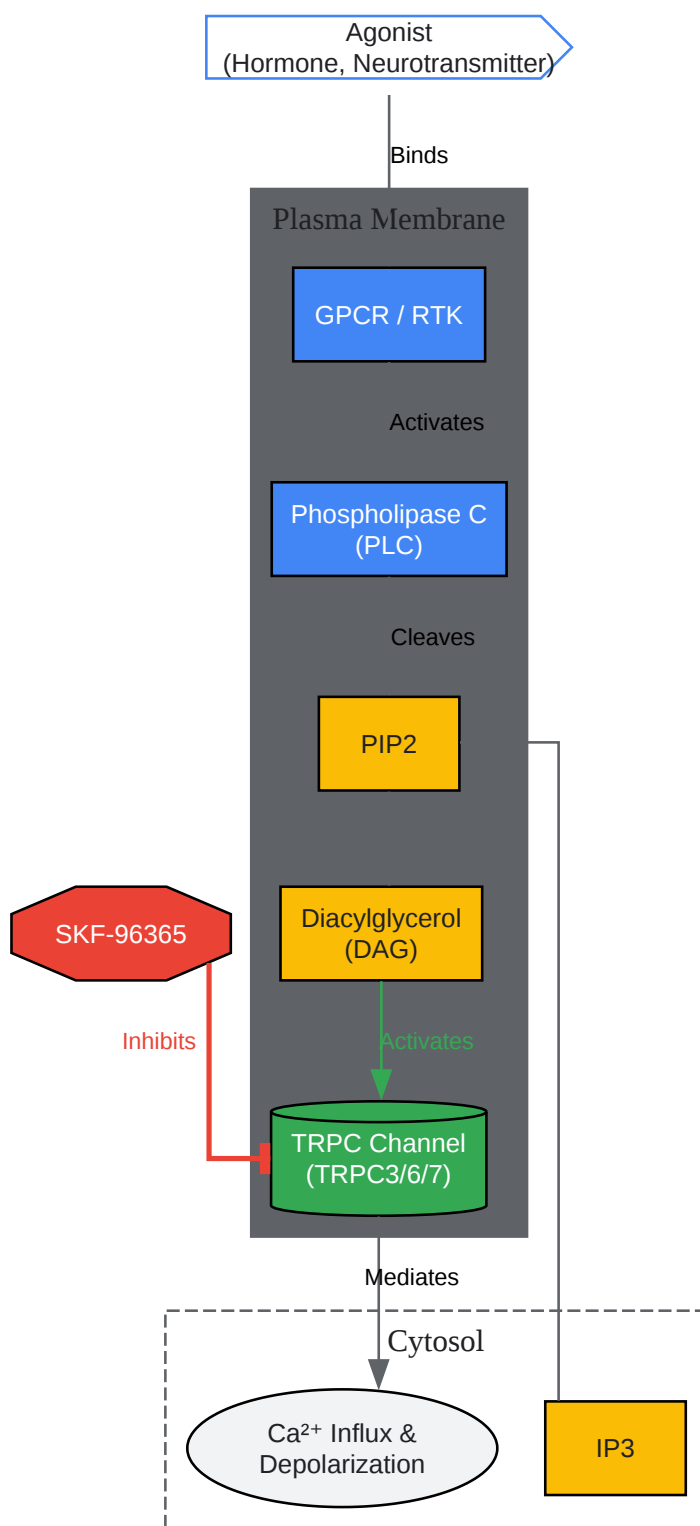 Agonist
(Hormone, Neurotransmitter)
Binds
Plasma Membrane
GPCR / RTK
Activates
Phospholipase C
(PLC)
Cleaves
PIP2
Diacylglycerol
(DAG)
SKF-96365
Inhibits
Activates
TRPC Channel
(TRPC3/6/7)
Mediates
Cytosol
Ca²⁺ Influx &
Depolarization
IP3